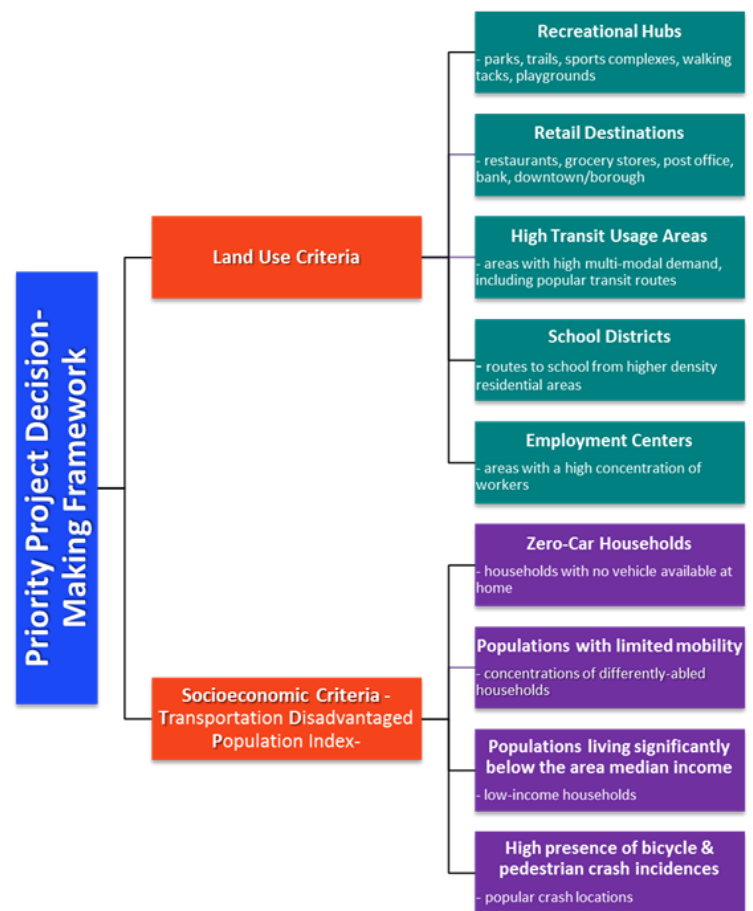 Priority Project Decision-
Making Framework
Land Use Criteria
Recreational Hubs
- parks, trails, sports complexes, walking
tacks, playgrounds
Retail Destinations
- restaurants, grocery stores, post office,
bank, downtown/borough
High Transit Usage Areas
- areas with high multi-modal demand,
including popular transit routes
School Districts
- routes to school from higher density
residential areas
Employment Centers
- areas with a high concentration of
workers
Socioeconomic Criteria -
Transportation Disadvantaged
Population Index-
Zero-Car Households
- households with no vehicle available at
home
Populations with limited mobility
- concentrations of differently-abled
households
Populations living significantly
below the area median income
- low-income households
High presence of bicycle &
pedestrian crash incidences
- popular crash locations